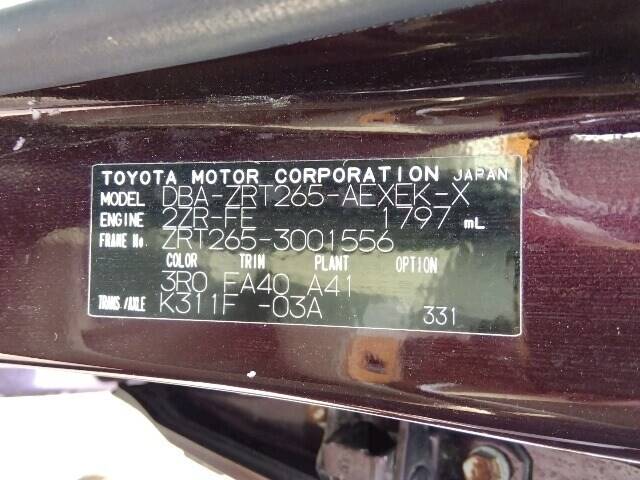 TOYOTA MOTOR CORPORATION JAPAN
MODEL DBA-ZRT265-AEXEK-X
ENGINE 2ZR-FE 1797 mL
FRAME No. ZRT265-3001556
COLOR TRIM PLANT OPTION
3R0 FA40 A41
TRANS./AXLE K311F -03A 331